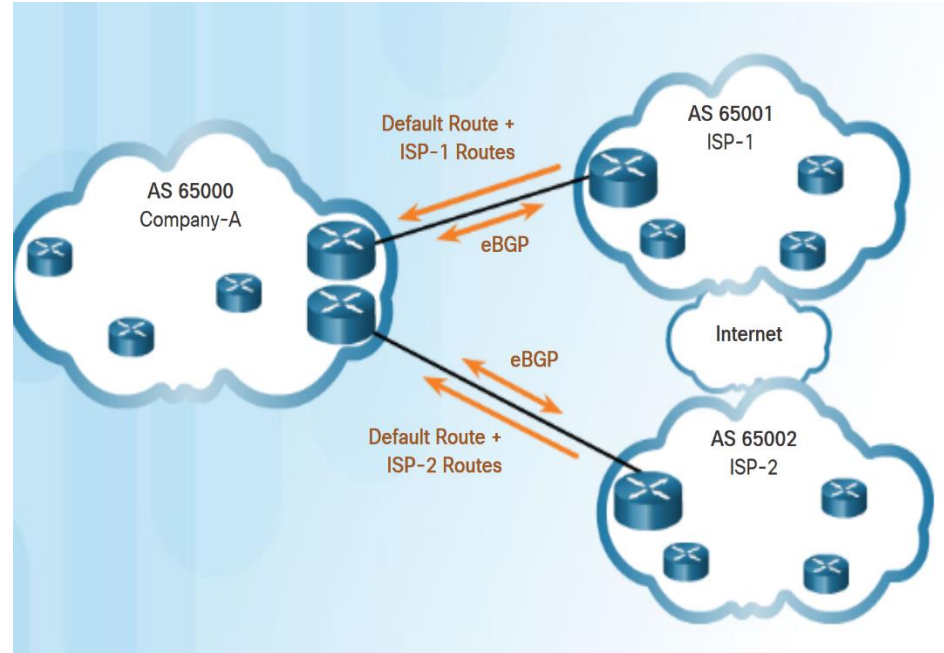 AS 65000
Company-A
Default Route +
ISP-1 Routes
eBGP
AS 65001
ISP-1
Internet
eBGP
Default Route +
ISP-2 Routes
AS 65002
ISP-2